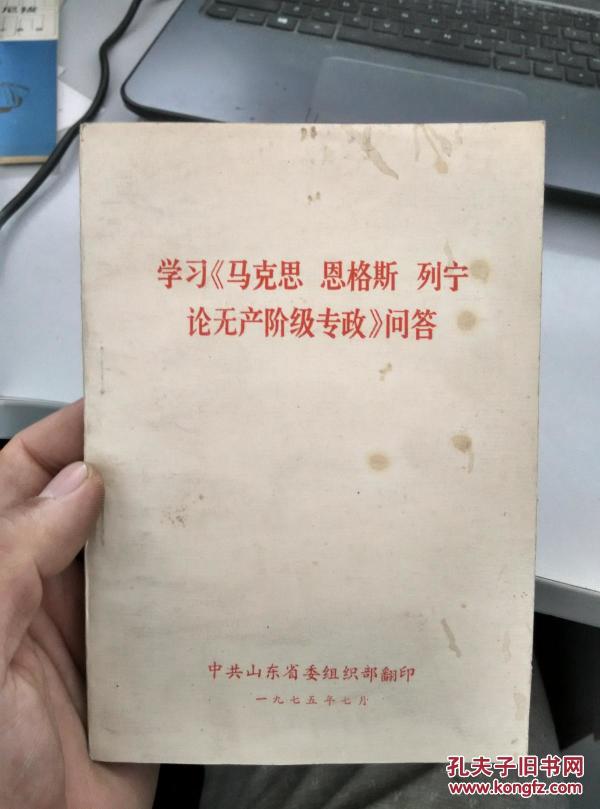 学习《马克思 恩格斯 列宁
论无产阶级专政》问答
中共山东省委组织部翻印
一九七五年七月
孔夫子旧书网
www.kongfz.com